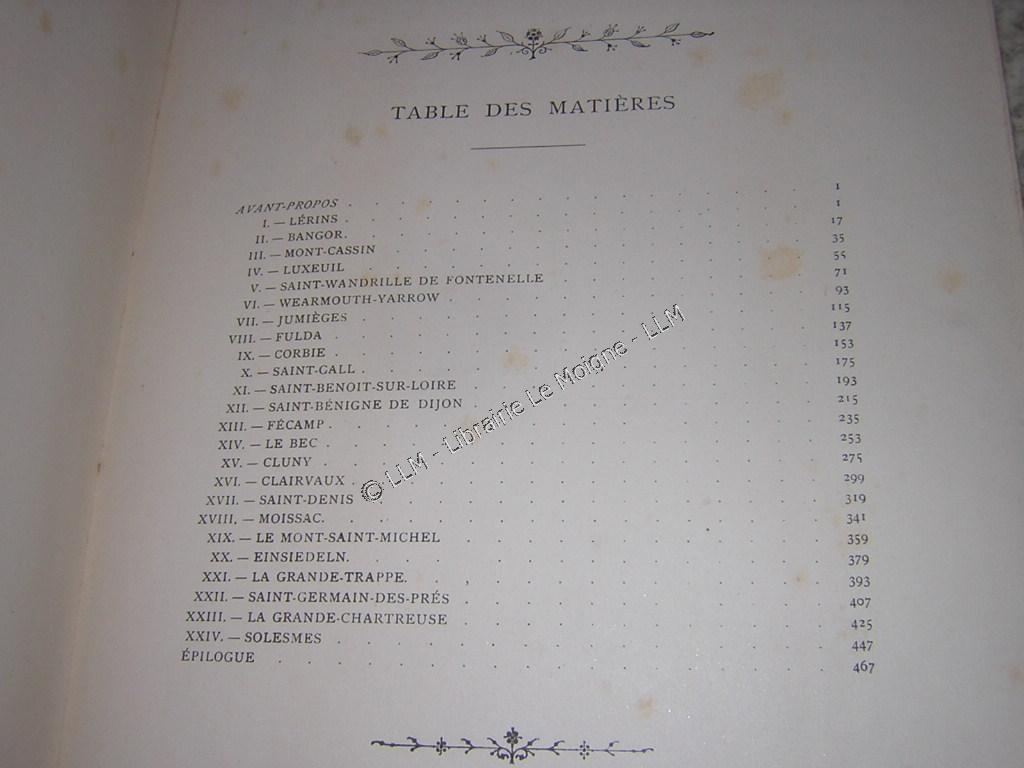 TABLE DES MATIÈRES
AVANT-PROPOS . . . . . . . . . . . . . . . . I
I. — LÉRINS . . . . . . . . . . . . . . . . 1
II. — BANGOR. . . . . . . . . . . . . . . . 17
III. — MONT-CASSIN . . . . . . . . . . . . . . . 35
IV. — LUXEUIL . . . . . . . . . . . . . . . . 55
V. — SAINT-WANDRILLE DE FONTENELLE . . . . . . . . . 71
VI. — WEARMOUTH-YARROW . . . . . . . . . . . . . 93
VII. — JUMIÈGES . . . . . . . . . . . . . . . . 115
VIII. — FULDA . . . . . . . . . . . . . . . . 137
IX. — CORBIE . . . . . . . . . . . . . . . . 153
X. — SAINT-GALL . . . . . . . . . . . . . . . . 175
XI. — SAINT-BENOIT-SUR-LOIRE . . . . . . . . . . . . 193
XII. — SAINT-BÉNIGNE DE DIJON . . . . . . . . . . . . 215
XIII. — FÉCAMP . . . . . . . . . . . . . . . . 235
XIV. — LE BEC . . . . . . . . . . . . . . . . 253
XV. — CLUNY . . . . . . . . . . . . . . . . 275
XVI. — CLAIRVAUX . . . . . . . . . . . . . . . . 299
XVII. — SAINT-DENIS . . . . . . . . . . . . . . . 319
XVIII. — MOISSAC. . . . . . . . . . . . . . . . 341
XIX. — LE MONT-SAINT-MICHEL . . . . . . . . . . . . 359
XX. — EINSIEDELN. . . . . . . . . . . . . . . . 379
XXI. — LA GRANDE-TRAPPE. . . . . . . . . . . . . . 393
XXII. — SAINT-GERMAIN-DES-PRÉS . . . . . . . . . . . . 407
XXIII. — LA GRANDE-CHARTREUSE . . . . . . . . . . . . 425
XXIV. — SOLESMES . . . . . . . . . . . . . . . . 447
ÉPILOGUE . . . . . . . . . . . . . . . . . . 467
© LLM - Librairie Le Moigne - LLM